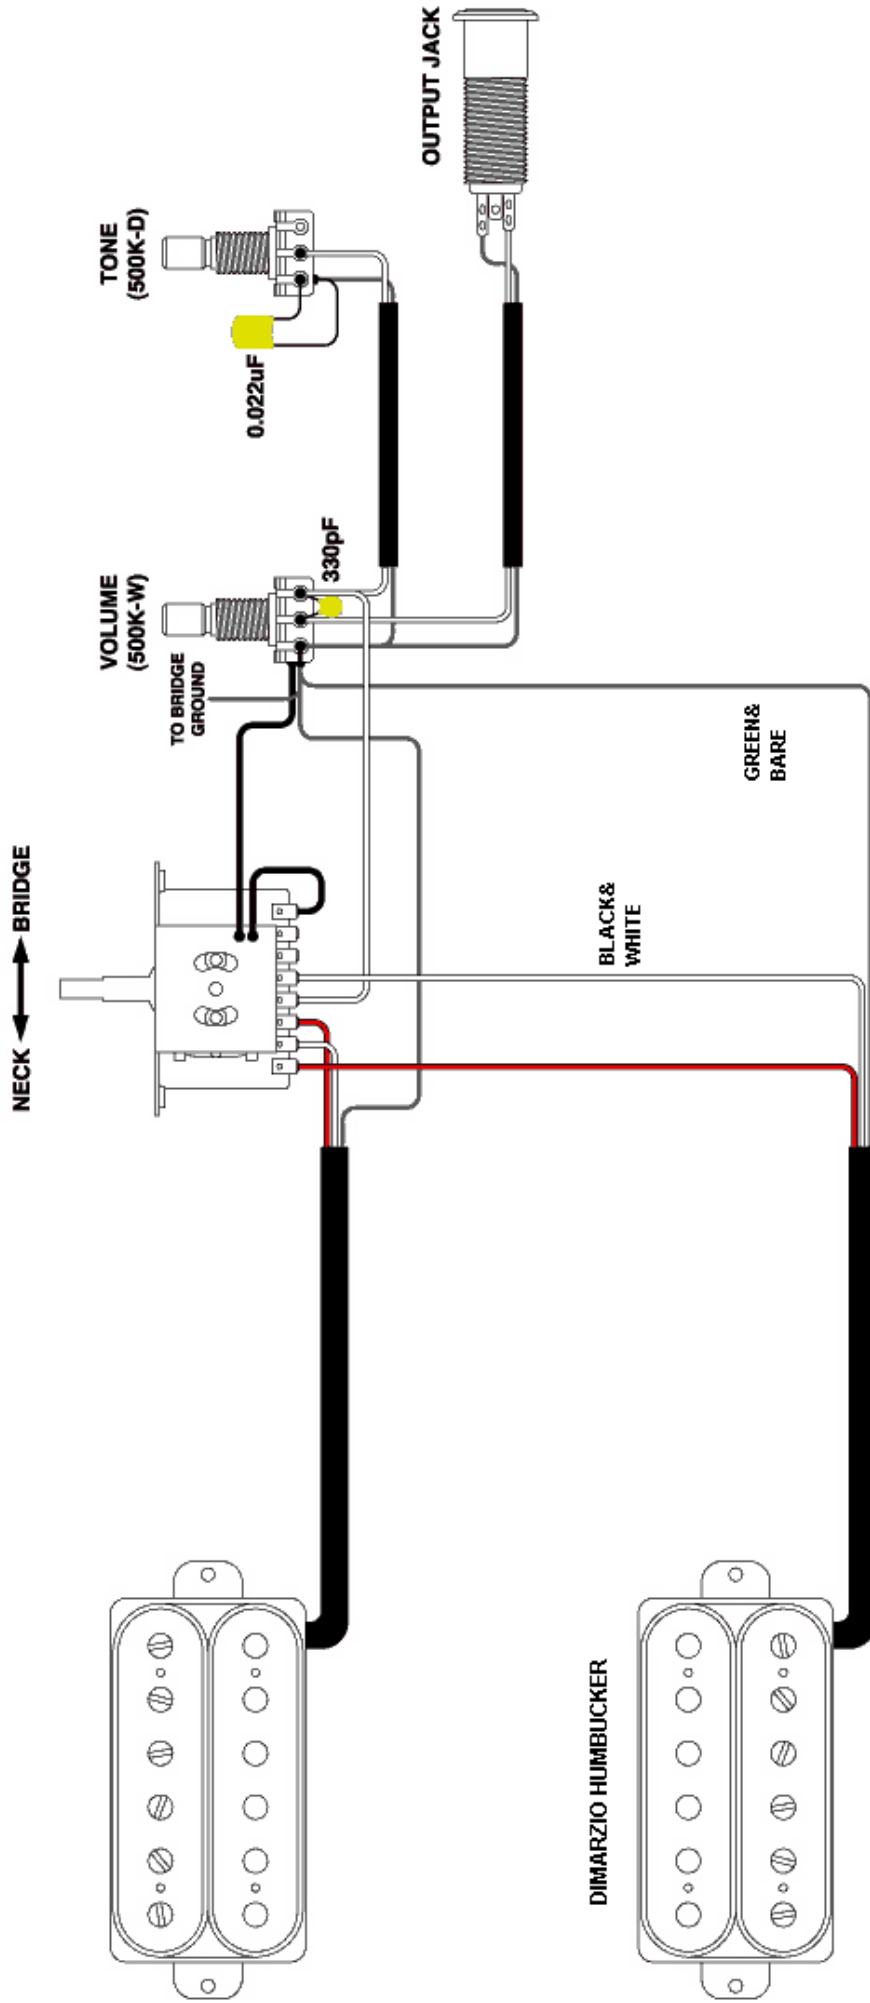 OUTPUT JACK
TONE
(500K-D)
0.022uF
VOLUME
(500K-W)
330pF
TO BRIDGE
GROUND
GREEN&
BARE
NECK
BRIDGE
BLACK&
WHITE
DIMARZIO HUMBUCKER